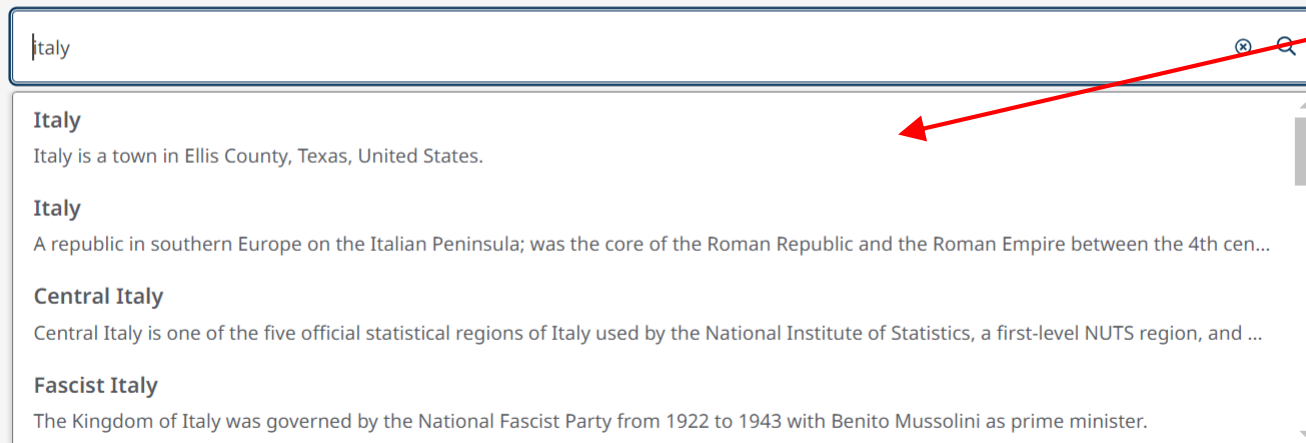 italy
Italy
Italy is a town in Ellis County, Texas, United States.
Italy
A republic in southern Europe on the Italian Peninsula; was the core of the Roman Republic and the Roman Empire between the 4th cen...
Central Italy
Central Italy is one of the five official statistical regions of Italy used by the National Institute of Statistics, a first-level NUTS region, and ...
Fascist Italy
The Kingdom of Italy was governed by the National Fascist Party from 1922 to 1943 with Benito Mussolini as prime minister.